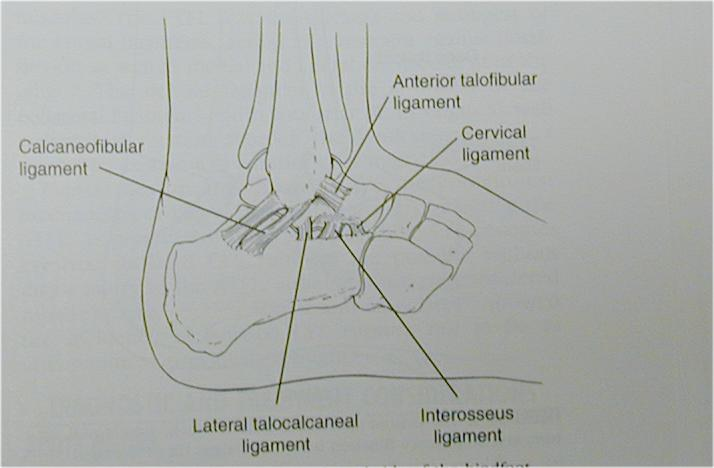 Anterior talofibular
ligament
Cervical
ligament
Calcaneofibular
ligament
Lateral talocalcaneal
ligament
Interosseus
ligament